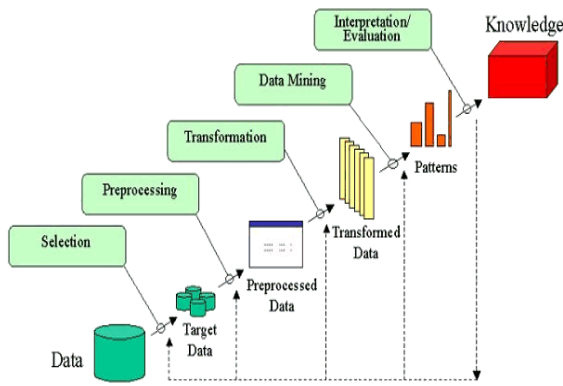 Interpretation/
Evaluation
Knowledge
Data Mining
Transformation
Patterns
Preprocessing
Transformed
Data
Selection
Preprocessed
Data
Target
Data
Data